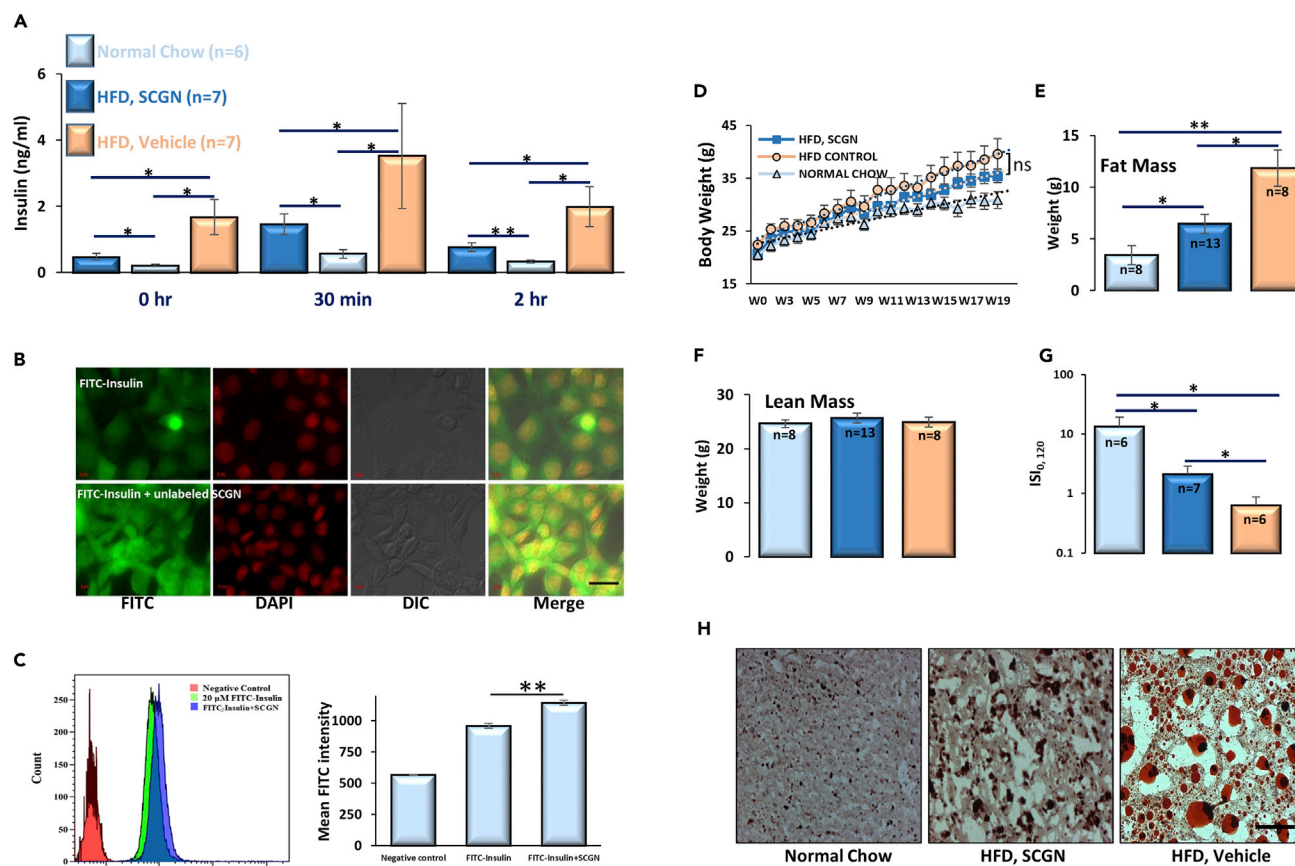 A
Normal Chow (n=6)
HFD, SCGN (n=7)
HFD, Vehicle (n=7)
Insulin (ng/ml)
6
4
2
0
*
*
*
*
*
*
*
*
* *
0 hr
30 min
2 hr
B
FITC-Insulin
FITC-Insulin + unlabeled SCGN
FITC
DAPI
DIC
Merge
C
Count
250
200
150
100
50
0
Negative Control
20 µM FITC-Insulin
FITC-Insulin+SCGN
Mean FITC intensity
1000
750
500
250
0
**
Negative control
FITC-Insulin
FITC-Insulin+SCGN
D
Body Weight (g)
45
35
25
15
HFD, SCGN
HFD CONTROL
NORMAL CHOW
ns
W0 W3 W5 W7 W9 W11 W13 W15 W17 W19
E
Weight (g)
15
10
5
0
Fat Mass
**
*
*
n=8
n=13
n=8
F
Weight (g)
30
20
10
0
Lean Mass
n=8
n=13
n=8
G
ISI0, 120
100
10
1
0.1
*
*
*
n=6
n=7
n=6
H
Normal Chow
HFD, SCGN
HFD, Vehicle